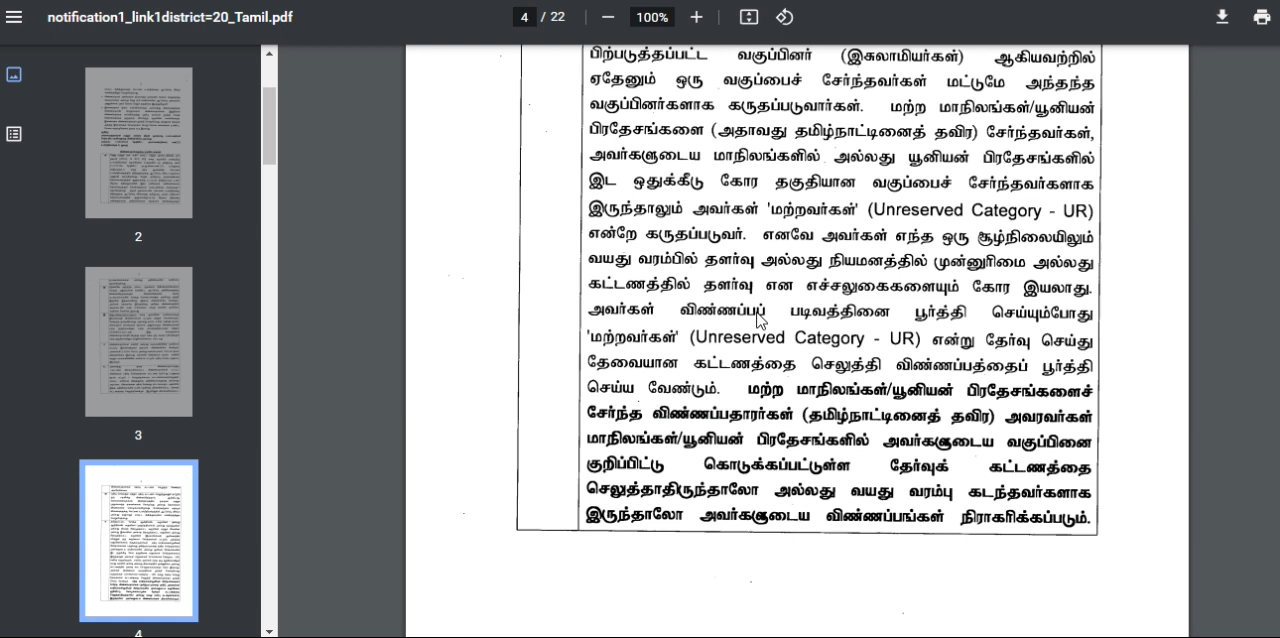 notification1_link1district=20_Tamil.pdf
4 / 22
100%
2
3
4
பிற்படுத்தப்பட்ட வகுப்பினர் (இசுலாமியர்கள்) ஆகியவற்றில்
ஏதேனும் ஒரு வகுப்பைச் சேர்ந்தவர்கள் மட்டுமே அந்தந்த
வகுப்பினர்களாக கருதப்படுவார்கள். மற்ற மாநிலங்கள்/யூனியன்
பிரதேசங்களை (அதாவது தமிழ்நாட்டினைத் தவிர) சேர்ந்தவர்கள்,
அவர்களுடைய மாநிலங்களில் அல்லது யூனியன் பிரதேசங்களில்
இட ஒதுக்கீடு கோர தகுதியான வகுப்பைச் சேர்ந்தவர்களாக
இருந்தாலும் அவர்கள் 'மற்றவர்கள்' (Unreserved Category - UR)
என்றே கருதப்படுவர். எனவே அவர்கள் எந்த ஒரு சூழ்நிலையிலும்
வயது வரம்பில் தளர்வு அல்லது நியமனத்தில் முன்னுரிமை அல்லது
கட்டணத்தில் தளர்வு என எச்சலுகைகளையும் கோர இயலாது.
அவர்கள் விண்ணப்பப் படிவத்தினை பூர்த்தி செய்யும்போது
'மற்றவர்கள்' (Unreserved Category - UR) என்று தேர்வு செய்து
தேவையான கட்டணத்தை செலுத்தி விண்ணப்பத்தைப் பூர்த்தி
செய்ய வேண்டும். மற்ற மாநிலங்கள்/யூனியன் பிரதேசங்களைச்
சேர்ந்த விண்ணப்பதாரர்கள் (தமிழ்நாட்டினைத் தவிர) அவரவர்கள்
மாநிலங்கள்/யூனியன் பிரதேசங்களில் அவர்களுடைய வகுப்பினை
குறிப்பிட்டு கொடுக்கப்பட்டுள்ள தேர்வுக் கட்டணத்தை
செலுத்தாதிருந்தாலோ அல்லது வயது வரம்பு கடந்தவர்களாக
இருந்தாலோ அவர்களுடைய விண்ணப்பங்கள் நிராகரிக்கப்படும்.